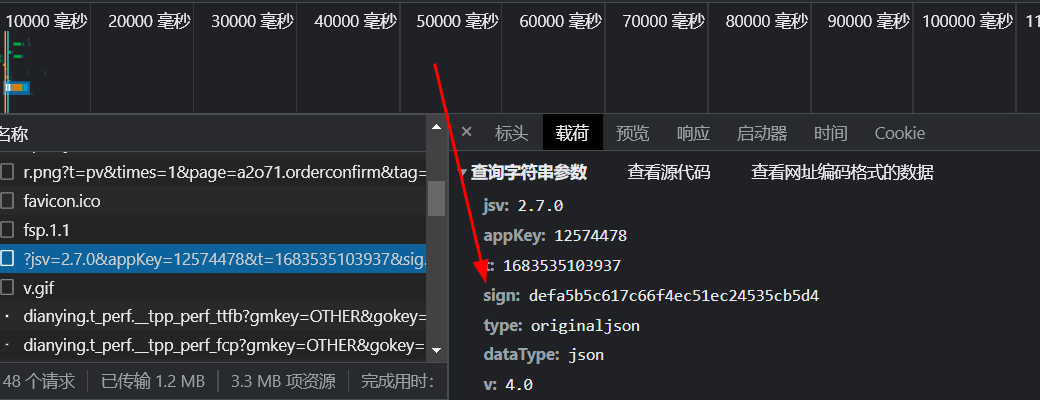 10000 毫秒 20000 毫秒 30000 毫秒 40000 毫秒 50000 毫秒 60000 毫秒 70000 毫秒 80000 毫秒 90000 毫秒 100000 毫秒 11
名称
r.png?t=pv&times=1&page=a2o71.orderconfirm&tag=
favicon.ico
fsp.1.1
?jsv=2.7.0&appKey=12574478&t=1683535103937&sig.
v.gif
dianying.t_perf.__tpp_perf_ttfb?gmkey=OTHER&gokey=
dianying.t_perf.__tpp_perf_fcp?gmkey=OTHER&gokey=
48 个请求 已传输 1.2 MB 3.3 MB 项资源 完成用时:
× 标头 载荷 预览 响应 启动器 时间 Cookie
查询字符串参数 查看源代码 查看网址编码格式的数据
jsv: 2.7.0
appKey: 12574478
t: 1683535103937
sign: defa5b5c617c66f4ec51ec24535cb5d4
type: originaljson
dataType: json
v: 4.0